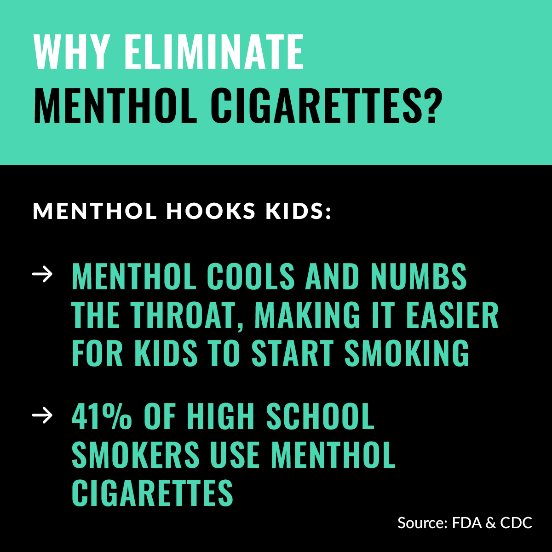 WHY ELIMINATE
MENTHOL CIGARETTES?
MENTHOL HOOKS KIDS:
→ MENTHOL COOLS AND NUMBS
THE THROAT, MAKING IT EASIER
FOR KIDS TO START SMOKING
→ 41% OF HIGH SCHOOL
SMOKERS USE MENTHOL
CIGARETTES
Source: FDA & CDC